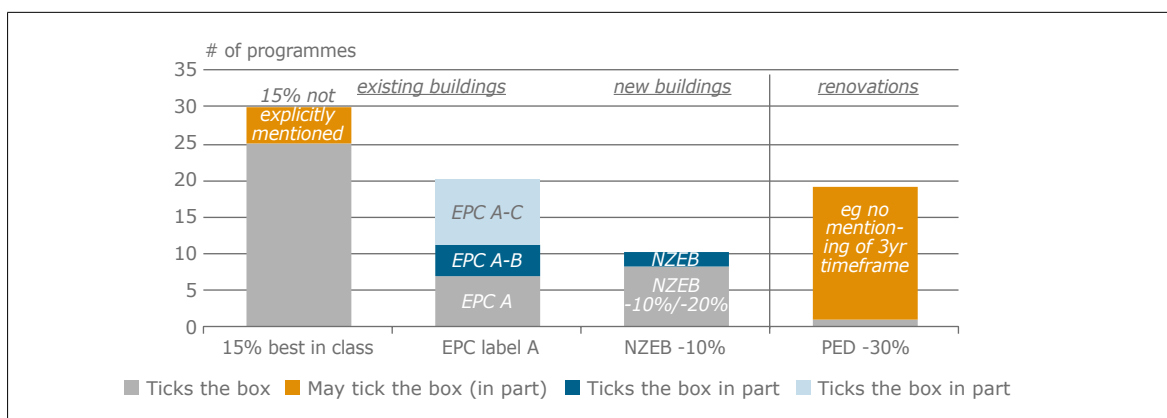 # of programmes
35
existing buildings
new buildings
renovations
15% not
explicitly
mentioned
30
25
20
EPC A-C
eg no
mention-
ing of 3yr
timeframe
15
10
EPC A-B
NZEB
5
EPC A
NZEB
-10%/-20%
0
15% best in class
EPC label A
NZEB -10%
PED -30%
Ticks the box
May tick the box (in part)
Ticks the box in part
Ticks the box in part